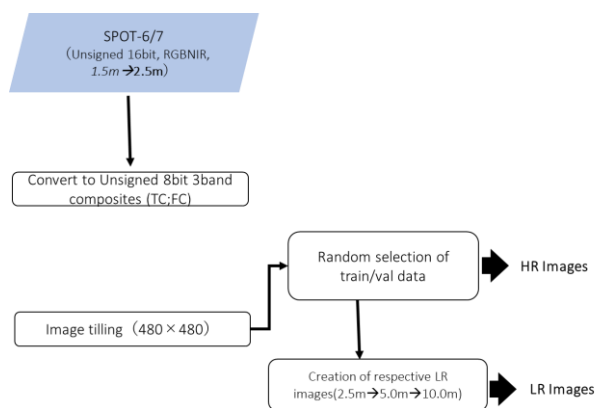 SPOT-6/7
(Unsigned 16bit, RGBNIR,
1.5m→2.5m)
Convert to Unsigned 8bit 3band
composites (TC;FC)
Random selection of
train/val data
HR Images
Image tilling (480×480)
Creation of respective LR
images(2.5m→5.0m→10.0m)
LR Images